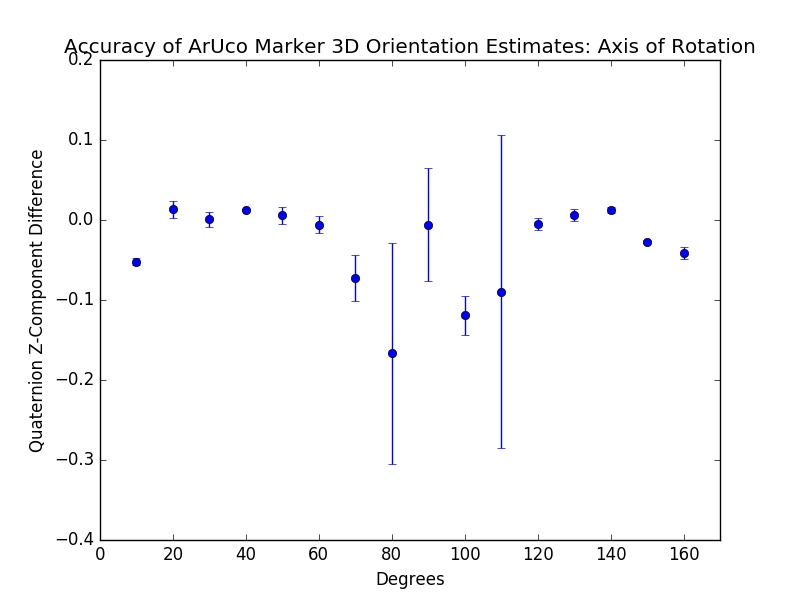 Accuracy of ArUco Marker 3D Orientation Estimates: Axis of Rotation
0.2
0.1
0.0
−0.1
−0.2
−0.3
−0.4
Quaternion Z-Component Difference
0 20 40 60 80 100 120 140 160
Degrees